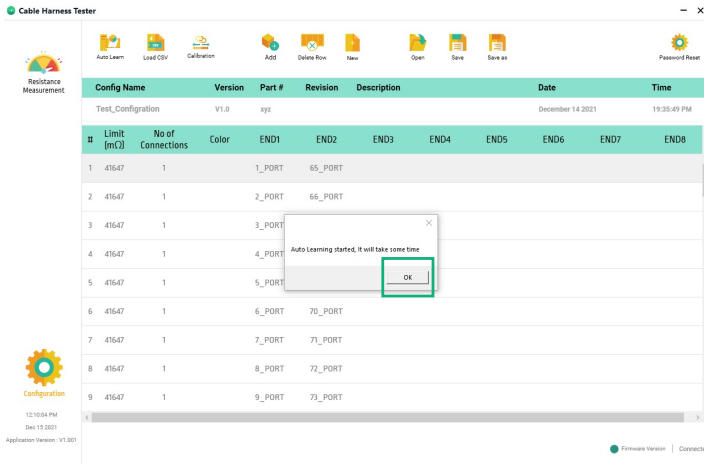 Cable Harness Tester
Auto Learn Load CSV Calibration Add Delete Row New Open Save Save as Password Reset
Resistance
Measurement
Config Name Version Part # Revision Description Date Time
Test_Configration V1.0 xyz December 14 2021 19:35:49 PM
# Limit (mΩ) No of Connections Color END1 END2 END3 END4 END5 END6 END7 END8
1 41647 1 1_PORT 65_PORT
2 41647 1 2_PORT 66_PORT
3 41647 1 3_PORT
4 41647 1 4_PORT
5 41647 1 5_PORT
6 41647 1 6_PORT 70_PORT
7 41647 1 7_PORT 71_PORT
8 41647 1 8_PORT 72_PORT
9 41647 1 9_PORT 73_PORT
Auto Learning started, It will take some time
OK
Configuration
12:10:04 PM
Dec 15 2021
Application Version : V1.001
Firmware Version | Connecte